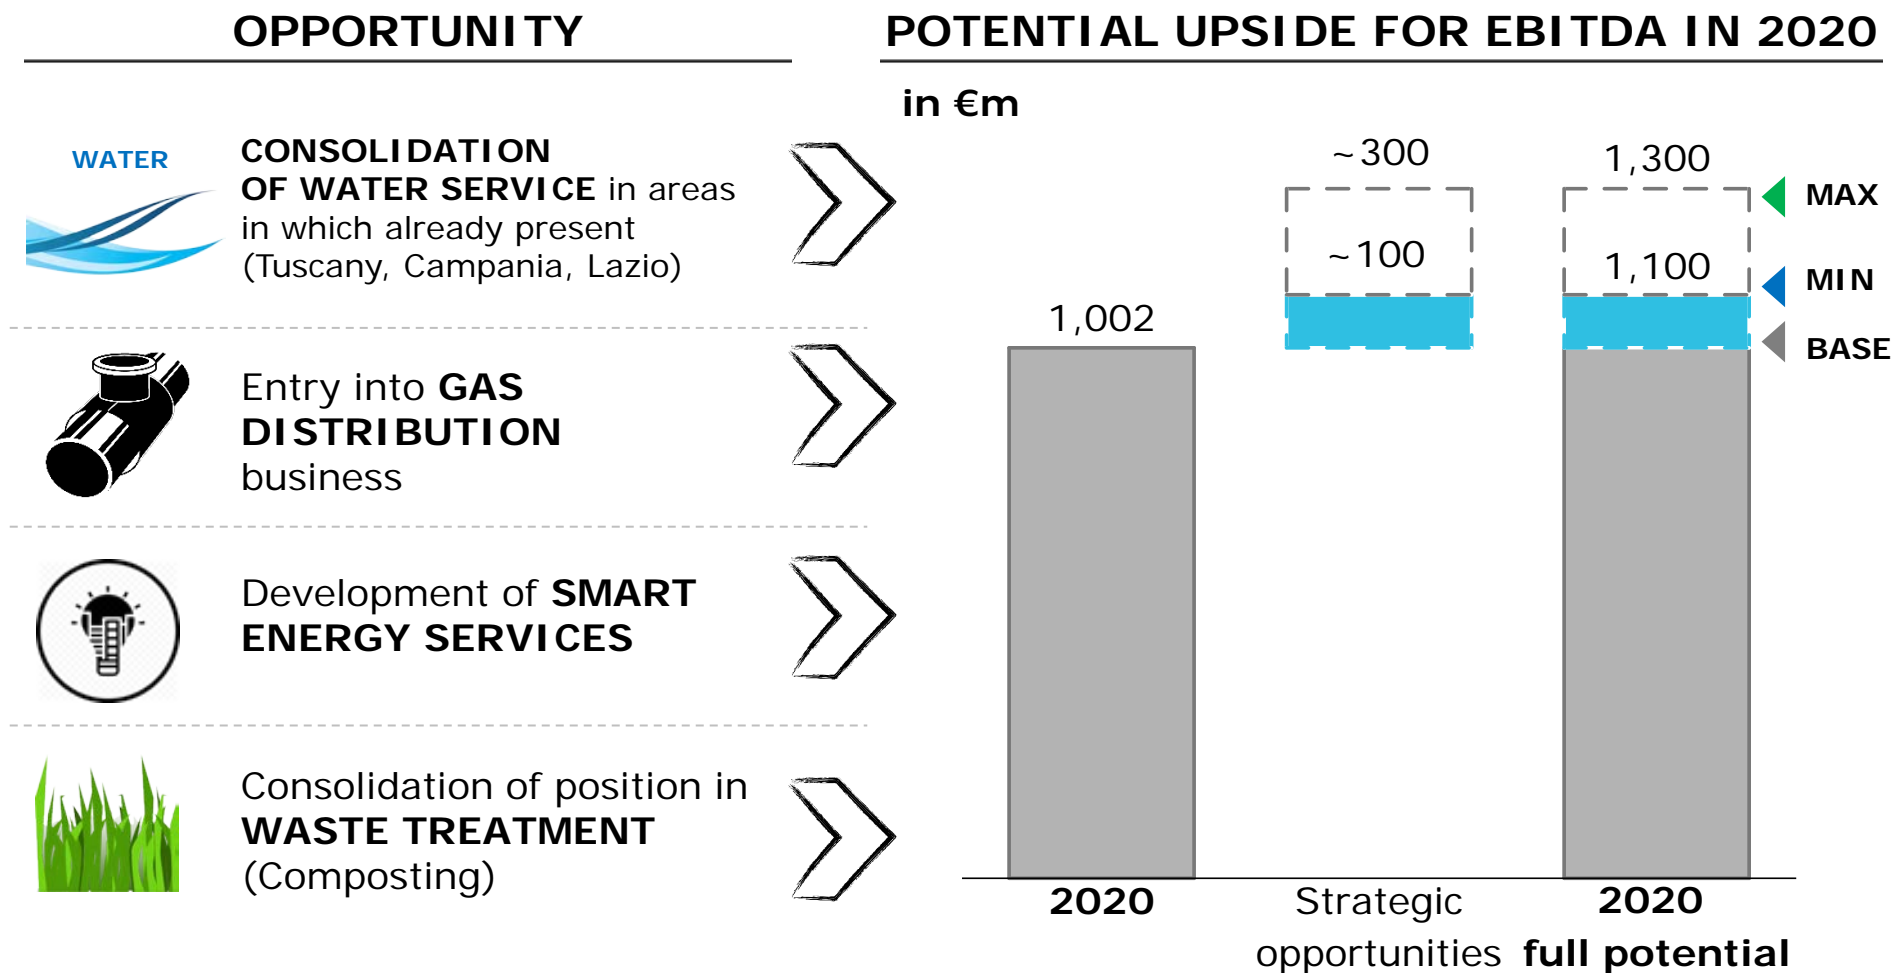 OPPORTUNITY
WATER
CONSOLIDATION
OF WATER SERVICE in areas
in which already present
(Tuscany, Campania, Lazio)
Entry into GAS
DISTRIBUTION
business
Development of SMART
ENERGY SERVICES
Consolidation of position in
WASTE TREATMENT
(Composting)
POTENTIAL UPSIDE FOR EBITDA IN 2020
in €m
~300
1,300
MAX
~100
1,100
MIN
1,002
BASE
2020
Strategic
opportunities
2020
full potential